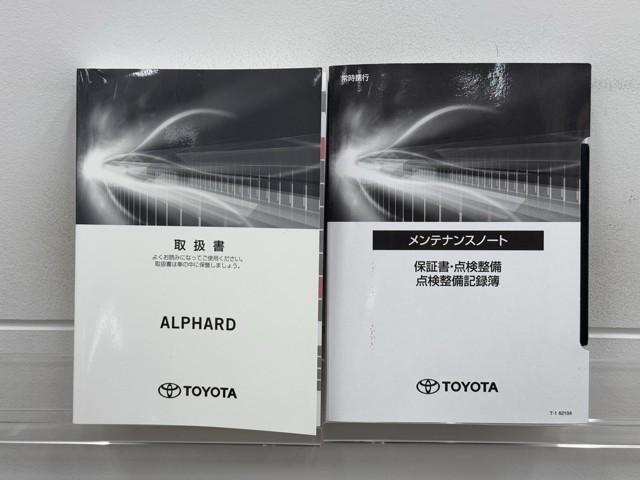 取扱書
よくお読みになってご使用ください。
取扱書は車の中に保管しましょう。
ALPHARD
TOYOTA
常時携行
メンテナンスノート
保証書・点検整備
点検整備記録簿
TOYOTA
T-1 62104